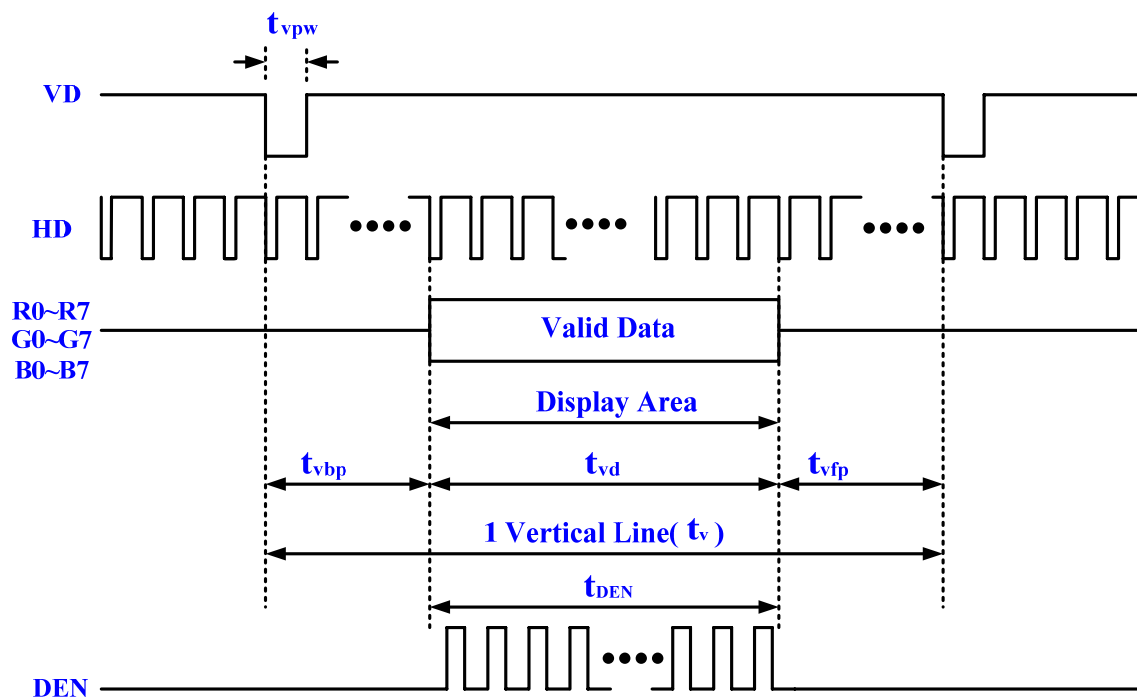 tvpw
VD
HD
R0~R7
G0~G7
B0~B7
Valid Data
Display Area
tvbp
tvd
tvfp
1 Vertical Line( tv )
tDEN
DEN